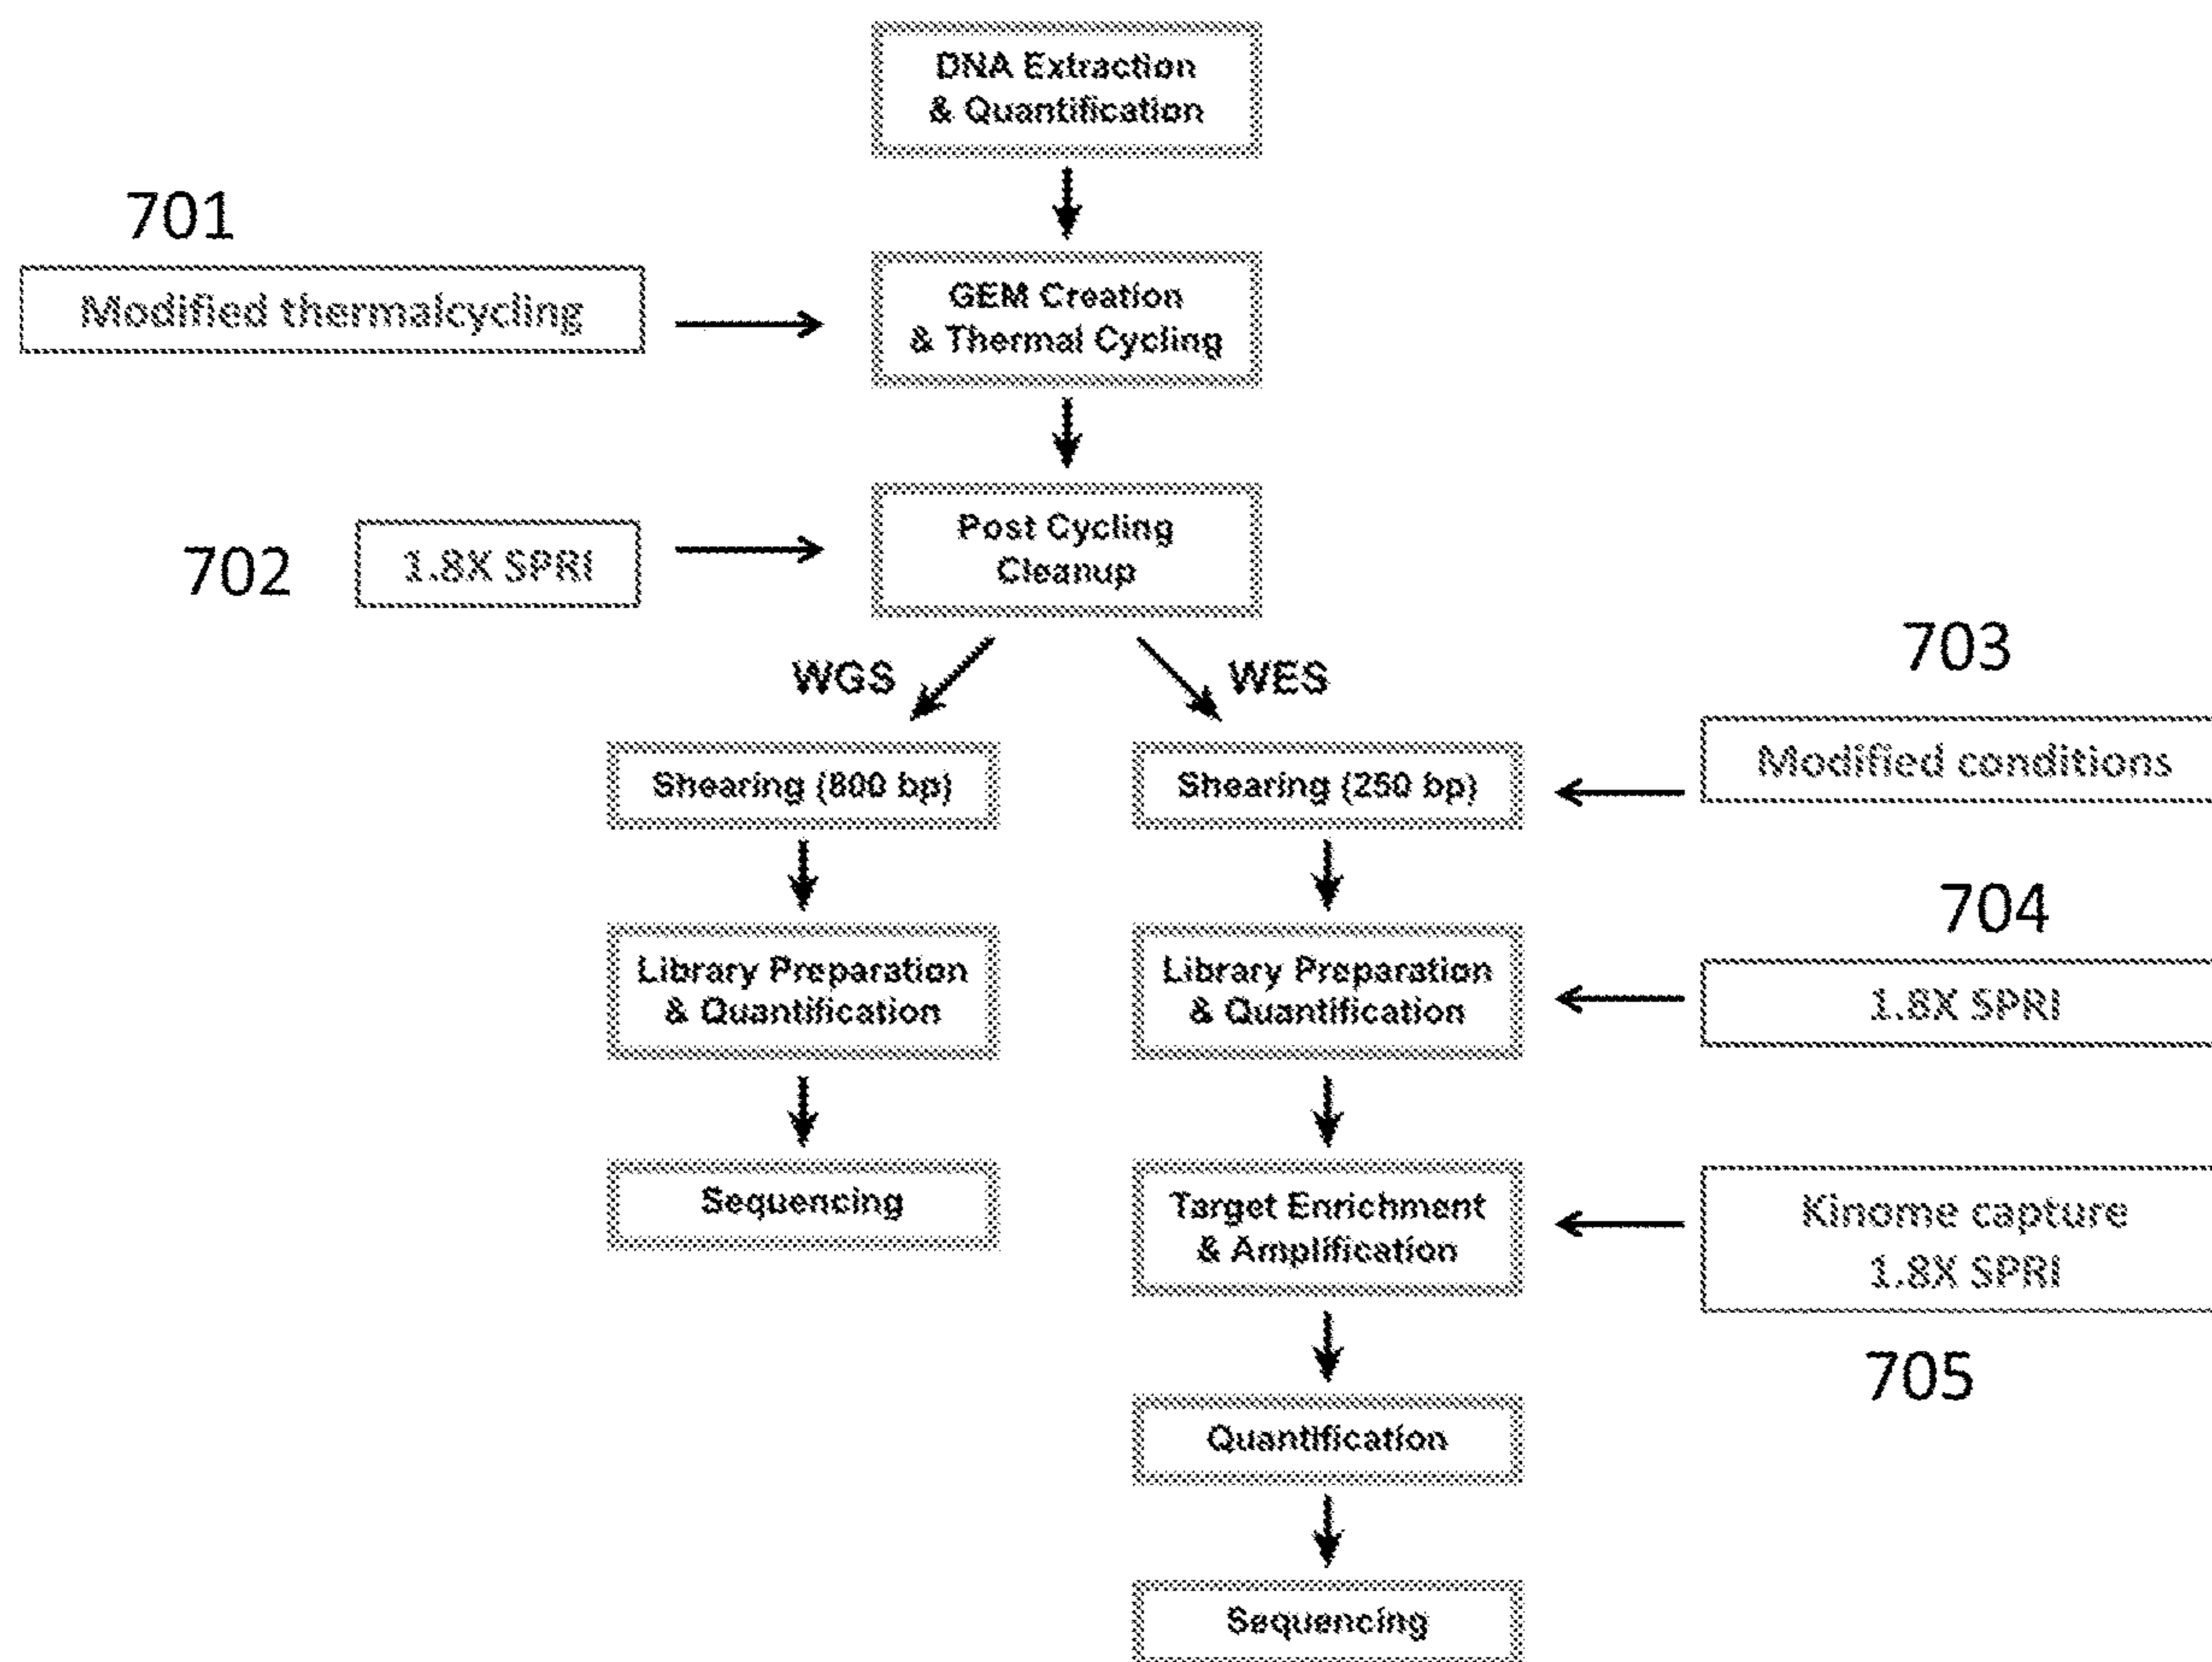 DNA Extraction
& Quantification
701
Modified thermalcycling
GEM Creation
& Thermal Cycling
702
1.8X SPRI
Post Cycling
Cleanup
WGS
WES
703
Modified conditions
Shearing (800 bp)
Shearing (250 bp)
704
1.8X SPRI
Library Preparation
& Quantification
Library Preparation
& Quantification
Sequencing
Target Enrichment
& Amplification
Kinome capture
1.8X SPRI
705
Quantification
Sequencing